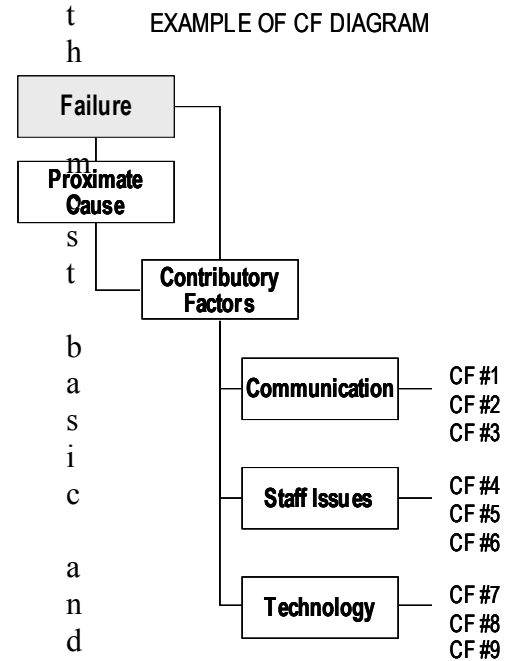 EXAMPLE OF CF DIAGRAM
t
h
Failure
m
Proximate
Cause
s
t
Contributory
Factors
b
a
s
i
c
a
n
d
Communication
CF #1
CF #2
CF #3
Staff Issues
CF #4
CF #5
CF #6
Technology
CF #7
CF #8
CF #9